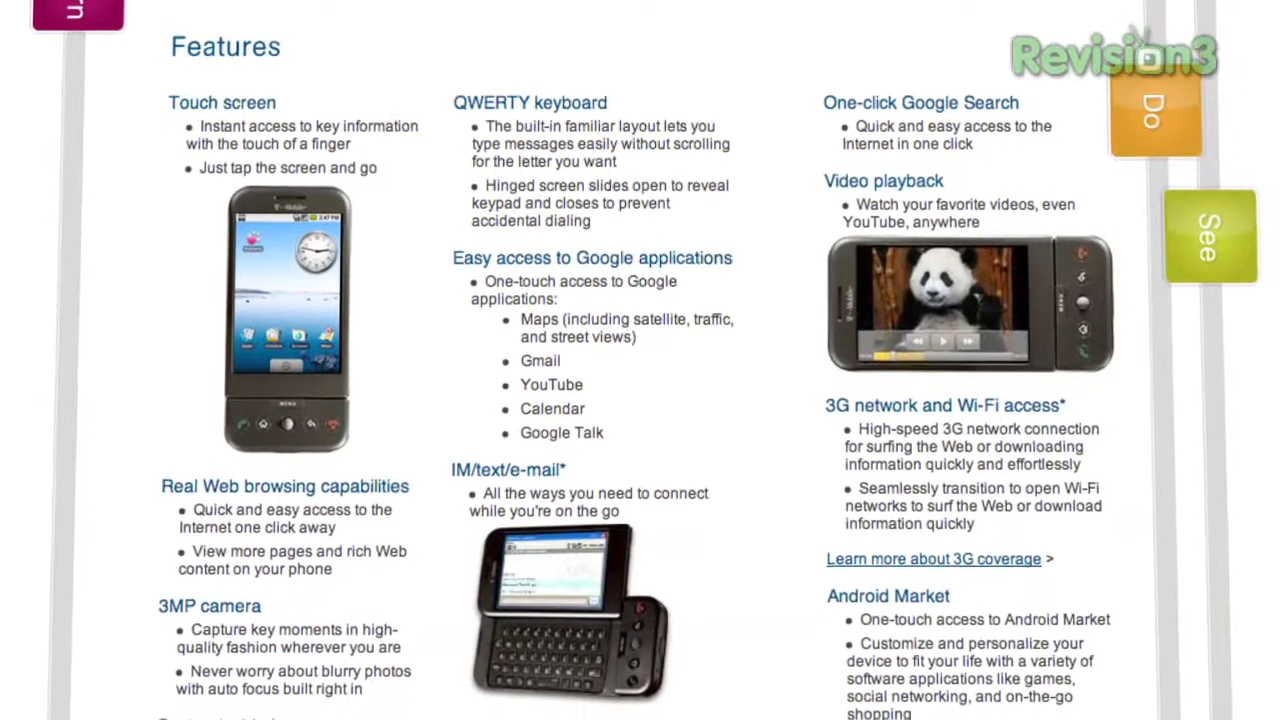 rn
Features
Revision3
Do
See
Touch screen
Instant access to key information
with the touch of a finger
Just tap the screen and go
Real Web browsing capabilities
Quick and easy access to the
Internet one click away
View more pages and rich Web
content on your phone
3MP camera
Capture key moments in high-
quality fashion wherever you are
Never worry about blurry photos
with auto focus built right in
QWERTY keyboard
The built-in familiar layout lets you
type messages easily without scrolling
for the letter you want
Hinged screen slides open to reveal
keypad and closes to prevent
accidental dialing
Easy access to Google applications
One-touch access to Google
applications:
Maps (including satellite, traffic,
and street views)
Gmail
YouTube
Calendar
Google Talk
IM/text/e-mail*
All the ways you need to connect
while you're on the go
One-click Google Search
Quick and easy access to the
Internet in one click
Video playback
Watch your favorite videos, even
YouTube, anywhere
3G network and Wi-Fi access*
High-speed 3G network connection
for surfing the Web or downloading
information quickly and effortlessly
Seamlessly transition to open Wi-Fi
networks to surf the Web or download
information quickly
Learn more about 3G coverage >
Android Market
One-touch access to Android Market
Customize and personalize your
device to fit your life with a variety of
software applications like games,
social networking, and on-the-go
shopping